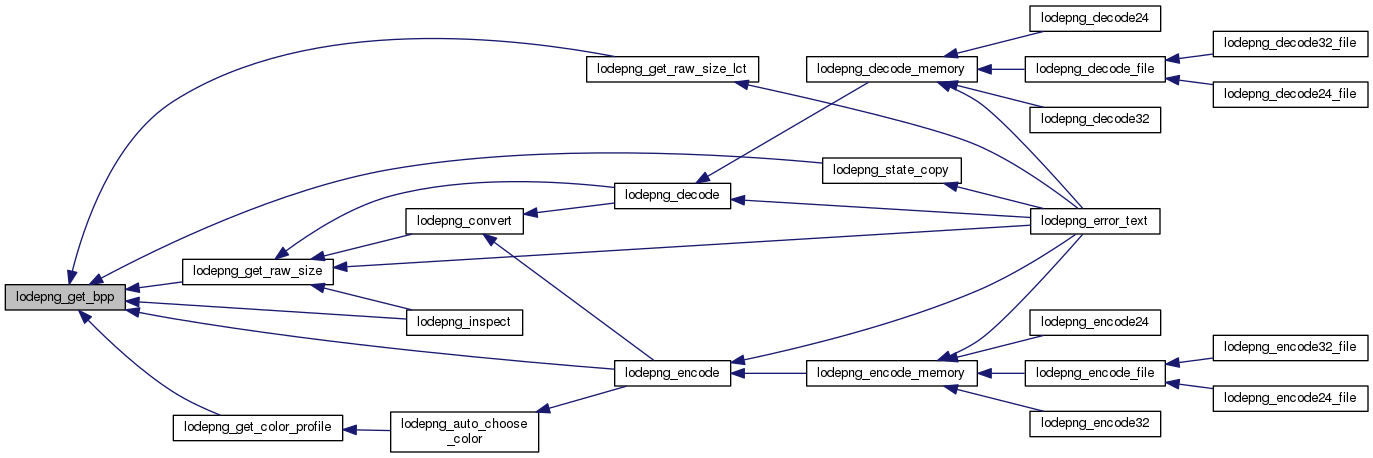 lodepng_decode24
lodepng_decode32_file
lodepng_get_raw_size_lct
lodepng_decode_memory
lodepng_decode_file
lodepng_decode24_file
lodepng_decode32
lodepng_state_copy
lodepng_decode
lodepng_convert
lodepng_error_text
lodepng_get_raw_size
lodepng_get_bpp
lodepng_inspect
lodepng_encode24
lodepng_encode32_file
lodepng_encode
lodepng_encode_memory
lodepng_encode_file
lodepng_encode24_file
lodepng_get_color_profile
lodepng_auto_choose
_color
lodepng_encode32